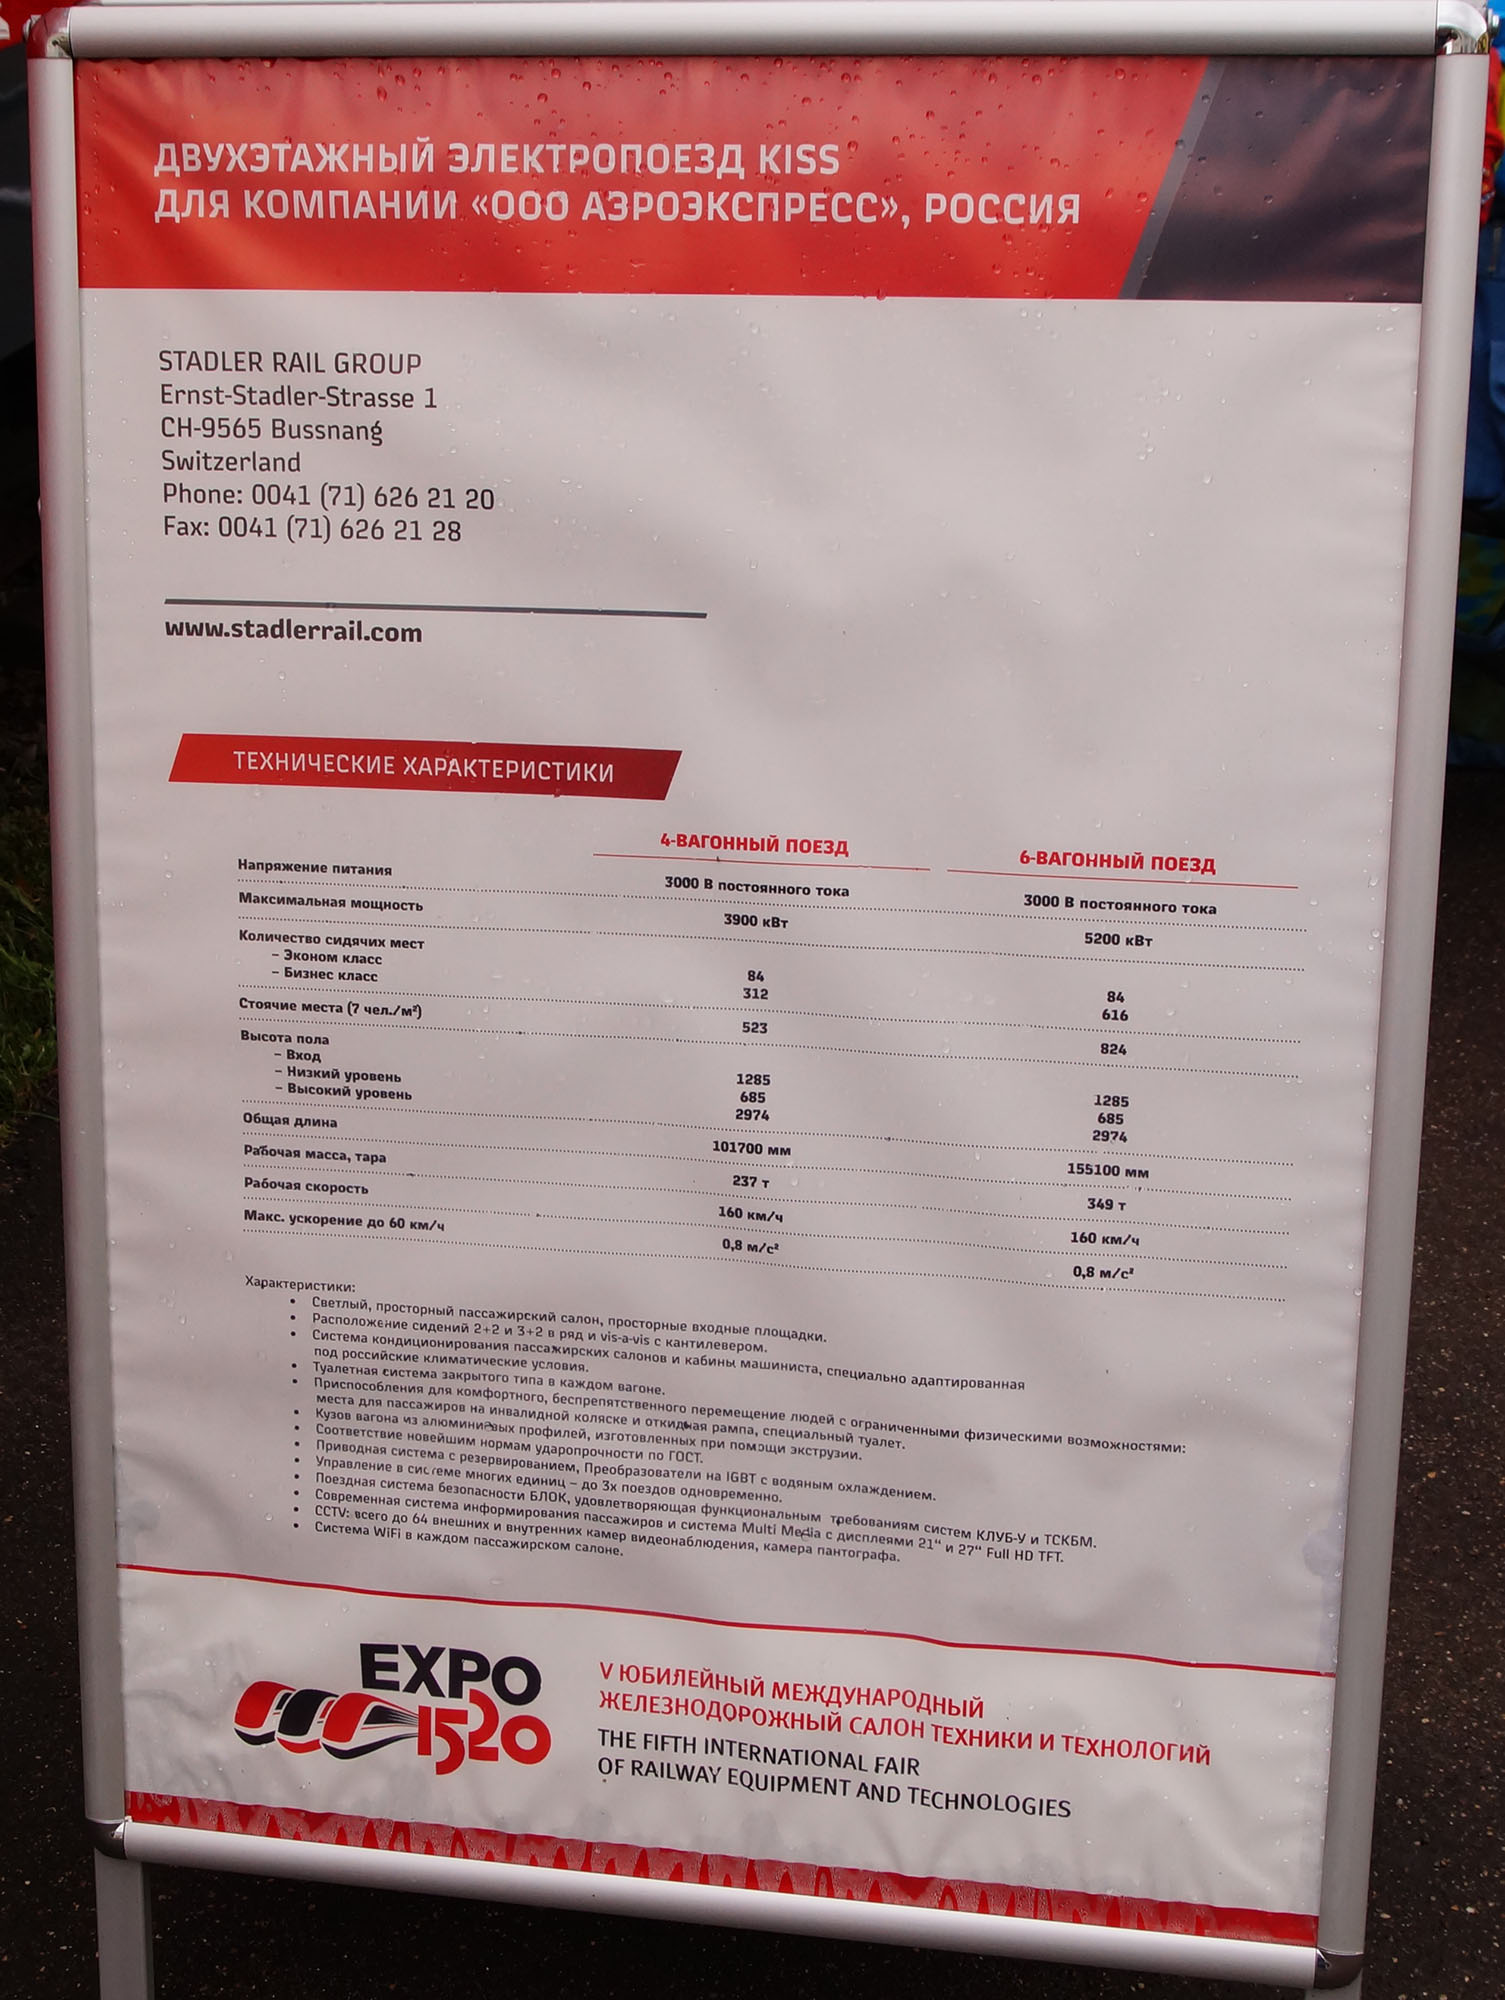 ДВУХЭТАЖНЫЙ ЭЛЕКТРОПОЕЗД KISS
ДЛЯ КОМПАНИИ «ООО АЭРОЭКСПРЕСС», РОССИЯ
STADLER RAIL GROUP
Ernst-Stadler-Strasse 1
CH-9565 Bussnang
Switzerland
Phone: 0041 (71) 626 21 20
Fax: 0041 (71) 626 21 28
www.stadlerrail.com
ТЕХНИЧЕСКИЕ ХАРАКТЕРИСТИКИ
4-ВАГОННЫЙ ПОЕЗД 6-ВАГОННЫЙ ПОЕЗД
Напряжение питания 3000 В постоянного тока 3000 В постоянного тока
Максимальная мощность 3900 кВт 5200 кВт
Количество сидячих мест
– Эконом класс 84 84
– Бизнес класс 312 616
Стоячие места (7 чел./м²) 523 824
Высота пола
– Вход 1285 1285
– Низкий уровень 685 685
– Высокий уровень 2974 2974
Общая длина 101700 мм 155100 мм
Рабочая масса, тара 237 т 349 т
Рабочая скорость 160 км/ч 160 км/ч
Макс. ускорение до 60 км/ч 0,8 м/с² 0,8 м/с²
Характеристики:
• Светлый, просторный пассажирский салон, просторные входные площадки.
• Расположение сидений 2+2 и 3+2 в ряд и vis-a-vis с кантилевером.
• Система кондиционирования пассажирских салонов и кабины машиниста, специально адаптированная
под российские климатические условия.
• Туалетная система закрытого типа в каждом вагоне.
• Приспособления для комфортного, беспрепятственного перемещение людей с ограниченными физическими возможностями:
места для пассажиров на инвалидной коляске и откидная рампа, специальный туалет.
• Кузов вагона из алюминиевых профилей, изготовленных при помощи экструзии.
• Соответствие новейшим нормам ударопрочности по ГОСТ.
• Приводная система с резервированием, Преобразователи на IGBT с водяным охлаждением.
• Управление в системе многих единиц – до 3х поездов одновременно.
• Поездная система безопасности БЛОК, удовлетворяющая функциональным требованиям систем КЛУБ-У и ТСКБМ.
• Современная система информирования пассажиров и система Multi Media с дисплеями 21“ и 27“ Full HD TFT.
• CCTV: всего до 64 внешних и внутренних камер видеонаблюдения, камера пантографа.
• Система WiFi в каждом пассажирском салоне.
EXPO
1520
V ЮБИЛЕЙНЫЙ МЕЖДУНАРОДНЫЙ
ЖЕЛЕЗНОДОРОЖНЫЙ САЛОН ТЕХНИКИ И ТЕХНОЛОГИЙ
THE FIFTH INTERNATIONAL FAIR
OF RAILWAY EQUIPMENT AND TECHNOLOGIES